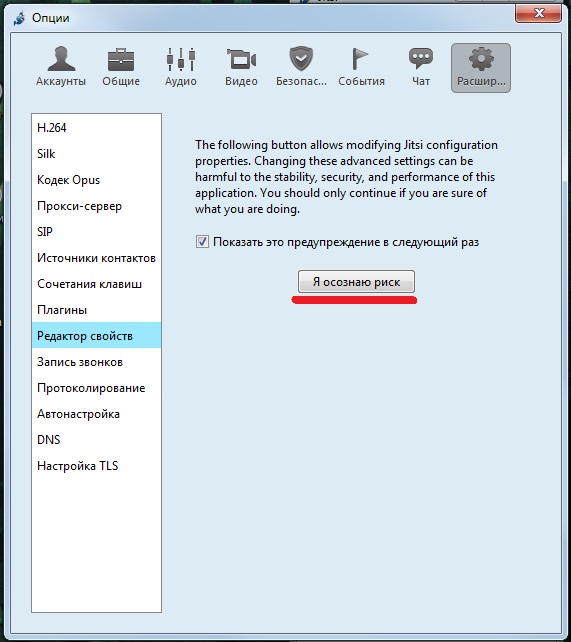 Опции
Аккаунты Общие Аудио Видео Безопас... События Чат Расшир...
H.264
Silk
Кодек Opus
Прокси-сервер
SIP
Источники контактов
Сочетания клавиш
Плагины
Редактор свойств
Запись звонков
Протоколирование
Автонастройка
DNS
Настройка TLS
The following button allows modifying Jitsi configuration
properties. Changing these advanced settings can be
harmful to the stability, security, and performance of this
application. You should only continue if you are sure of
what you are doing.
Показать это предупреждение в следующий раз
Я осознаю риск